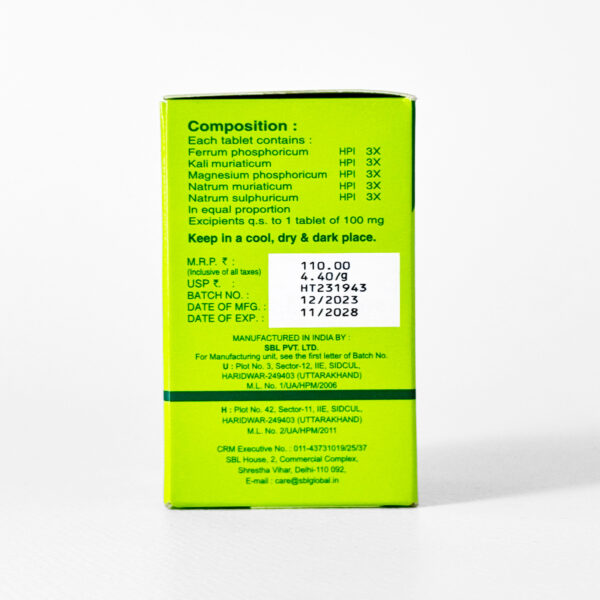 Composition :
Each tablet contains :
Ferrum phosphoricum HPI 3X
Kali muriaticum HPI 3X
Magnesium phosphoricum HPI 3X
Natrum muriaticum HPI 3X
Natrum sulphuricum HPI 3X
In equal proportion
Excipients q.s. to 1 tablet of 100 mg
Keep in a cool, dry & dark place.
M.R.P. ₹ : 110.00
(Inclusive of all taxes)
USP ₹. : 4.40/g
BATCH NO. : HT231943
DATE OF MFG. : 12/2023
DATE OF EXP. : 11/2028
MANUFACTURED IN INDIA BY :
SBL PVT. LTD.
For Manufacturing unit, see the first letter of Batch No.
U : Plot No. 3, Sector-12, IIE, SIDCUL,
HARIDWAR-249403 (UTTARAKHAND)
M.L. No. 1/UA/HPM/2006
H : Plot No. 42, Sector-11, IIE, SIDCUL,
HARIDWAR-249403 (UTTARAKHAND)
M.L. No. 2/UA/HPM/2011
CRM Executive No. : 011-43731019/25/37
SBL House, 2, Commercial Complex,
Shrestha Vihar, Delhi-110 092,
E-mail : care@sblglobal.in